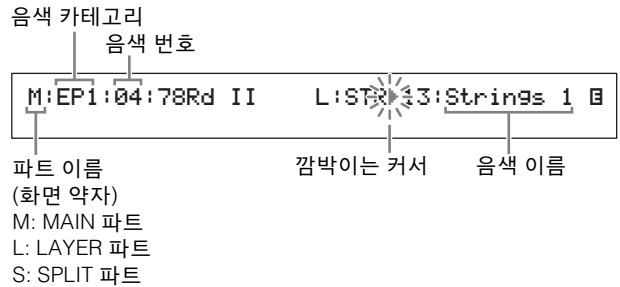 음색 카테고리
음색 번호
M:EP1:04:78Rd II L:STR 13:Strings 1 E
파트 이름
(화면 약자)
M: MAIN 파트
L: LAYER 파트
S: SPLIT 파트
깜박이는 커서
음색 이름